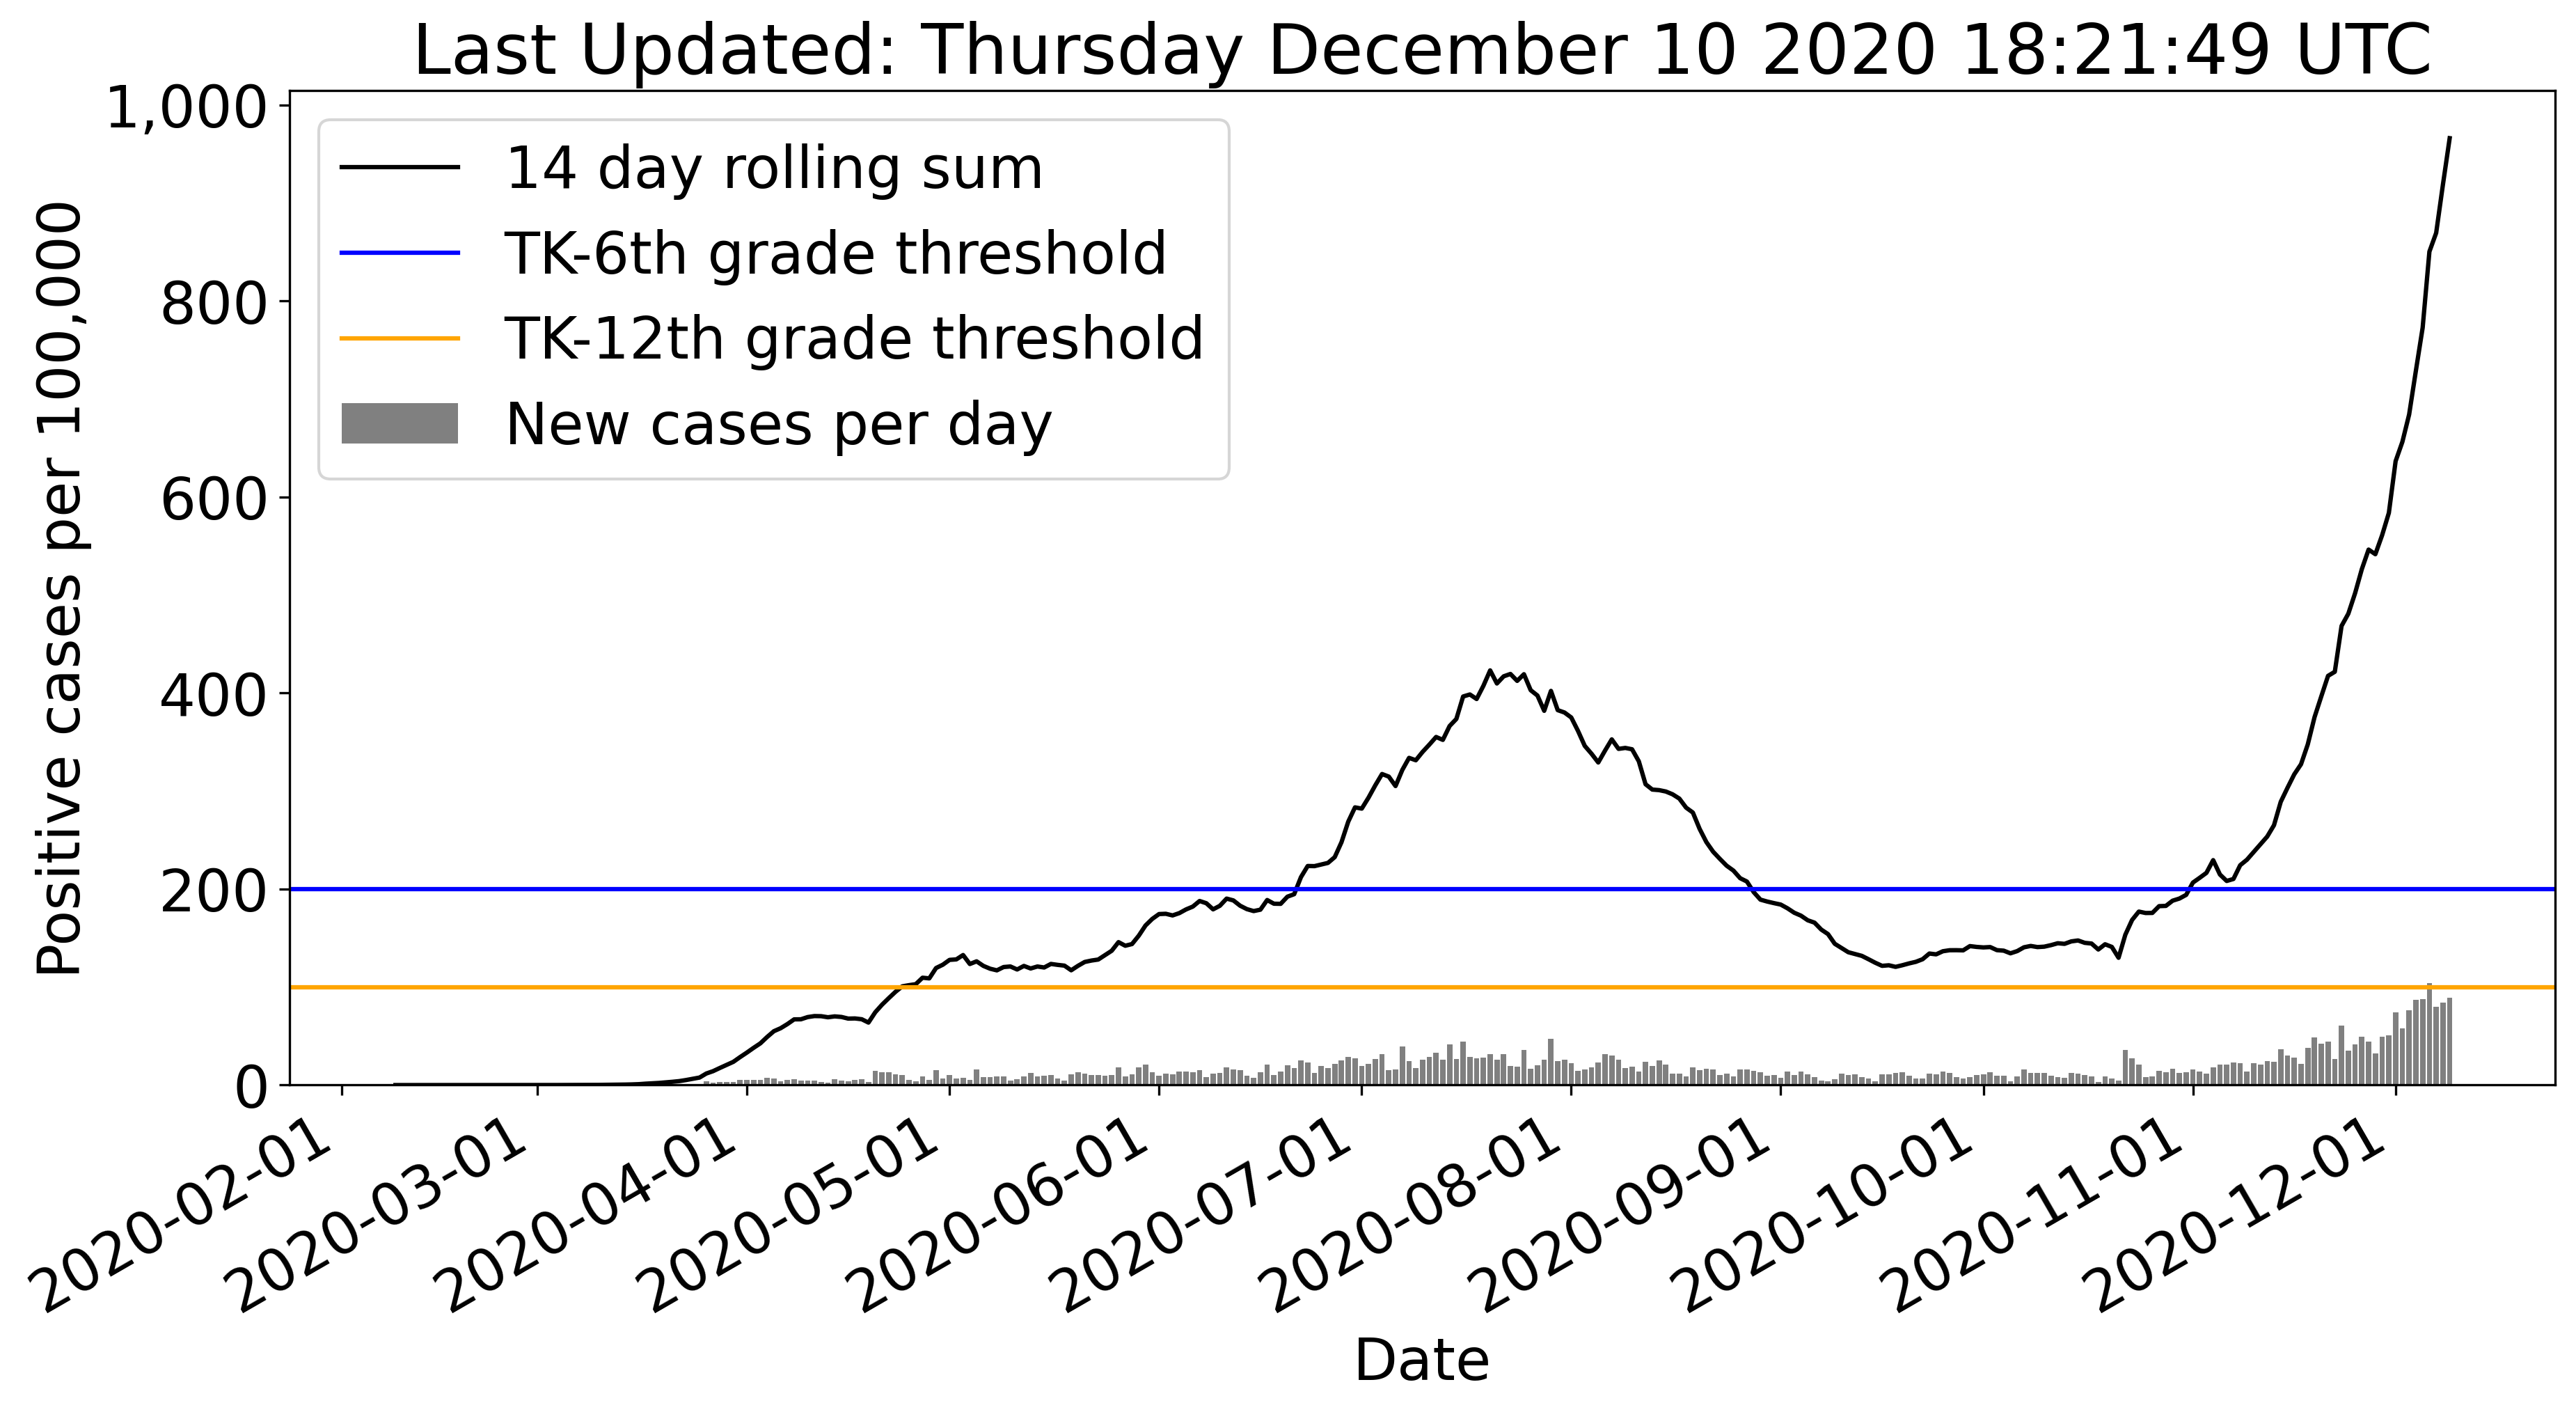 Last Updated: Thursday December 10 2020 18:21:49 UTC
1,000
800
600
400
200
0
Positive cases per 100,000
14 day rolling sum
TK-6th grade threshold
TK-12th grade threshold
New cases per day
2020-02-01
2020-03-01
2020-04-01
2020-05-01
2020-06-01
2020-07-01
2020-08-01
2020-09-01
2020-10-01
2020-11-01
2020-12-01
Date